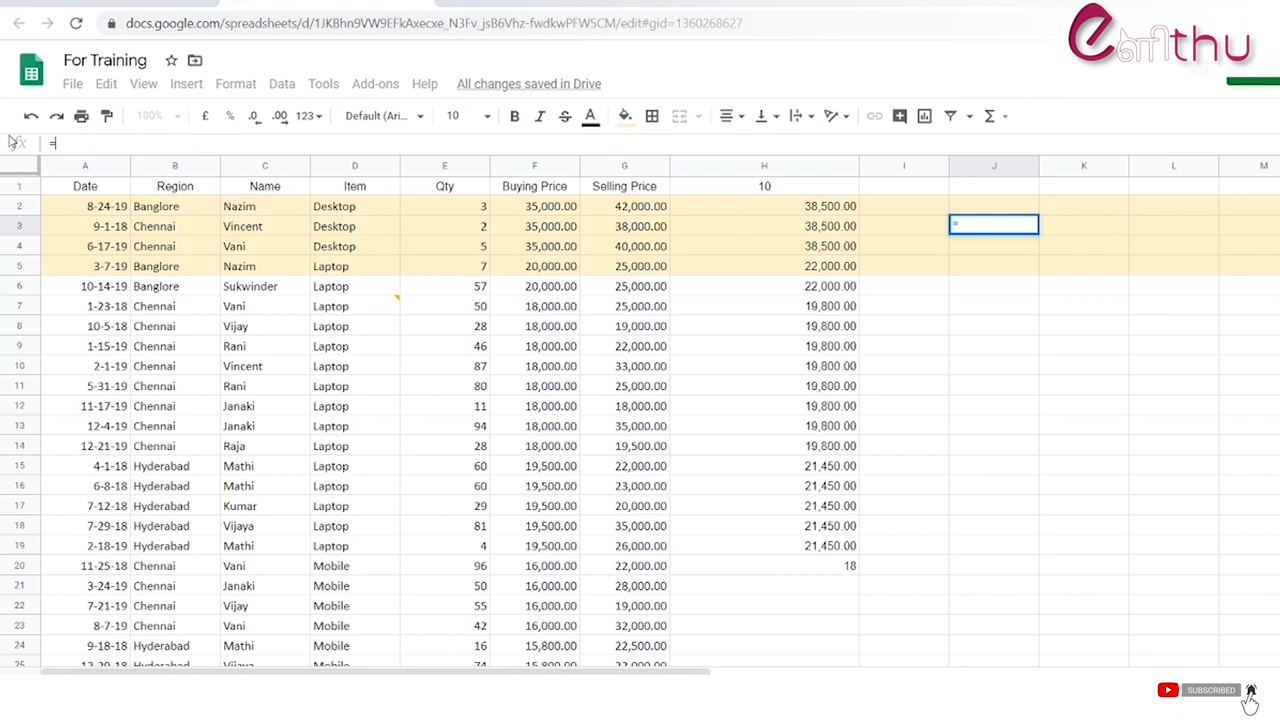 docs.google.com/spreadsheets/d/1JKBhn9VW9EFkAxecxe_N3Fv_jsB6Vhz-fwdkwPFW5CM/edit#gid=1360268627
eளிthu
For Training
File Edit View Insert Format Data Tools Add-ons Help All changes saved in Drive
100% £ % .0 .00 123 Default (Ari... 10 B I S A Σ
fx =
A B C D E F G H I J K L M
1 Date Region Name Item Qty Buying Price Selling Price 10
2 8-24-19 Banglore Nazim Desktop 3 35,000.00 42,000.00 38,500.00
3 9-1-18 Chennai Vincent Desktop 2 35,000.00 38,000.00 38,500.00 =
4 6-17-19 Chennai Vani Desktop 5 35,000.00 40,000.00 38,500.00
5 3-7-19 Banglore Nazim Laptop 7 20,000.00 25,000.00 22,000.00
6 10-14-19 Banglore Sukwinder Laptop 57 20,000.00 25,000.00 22,000.00
7 1-23-18 Chennai Vani Laptop 50 18,000.00 25,000.00 19,800.00
8 10-5-18 Chennai Vijay Laptop 28 18,000.00 19,000.00 19,800.00
9 1-15-19 Chennai Rani Laptop 46 18,000.00 22,000.00 19,800.00
10 2-1-19 Chennai Vincent Laptop 87 18,000.00 33,000.00 19,800.00
11 5-31-19 Chennai Rani Laptop 80 18,000.00 25,000.00 19,800.00
12 11-17-19 Chennai Janaki Laptop 11 18,000.00 18,000.00 19,800.00
13 12-4-19 Chennai Janaki Laptop 94 18,000.00 35,000.00 19,800.00
14 12-21-19 Chennai Raja Laptop 28 18,000.00 19,500.00 19,800.00
15 4-1-18 Hyderabad Mathi Laptop 60 19,500.00 22,000.00 21,450.00
16 6-8-18 Hyderabad Mathi Laptop 60 19,500.00 23,000.00 21,450.00
17 7-12-18 Hyderabad Kumar Laptop 29 19,500.00 20,000.00 21,450.00
18 7-29-18 Hyderabad Vijaya Laptop 81 19,500.00 35,000.00 21,450.00
19 2-18-19 Hyderabad Mathi Laptop 4 19,500.00 26,000.00 21,450.00
20 11-25-18 Chennai Vani Mobile 96 16,000.00 22,000.00 18
21 3-24-19 Chennai Janaki Mobile 50 16,000.00 28,000.00
22 7-21-19 Chennai Vijay Mobile 55 16,000.00 19,000.00
23 8-7-19 Chennai Vani Mobile 42 16,000.00 32,000.00
24 9-18-18 Hyderabad Mathi Mobile 16 15,800.00 22,500.00
25 12-29-18 Hyderabad Vijaya Mobile 74 15,800.00
SUBSCRIBED